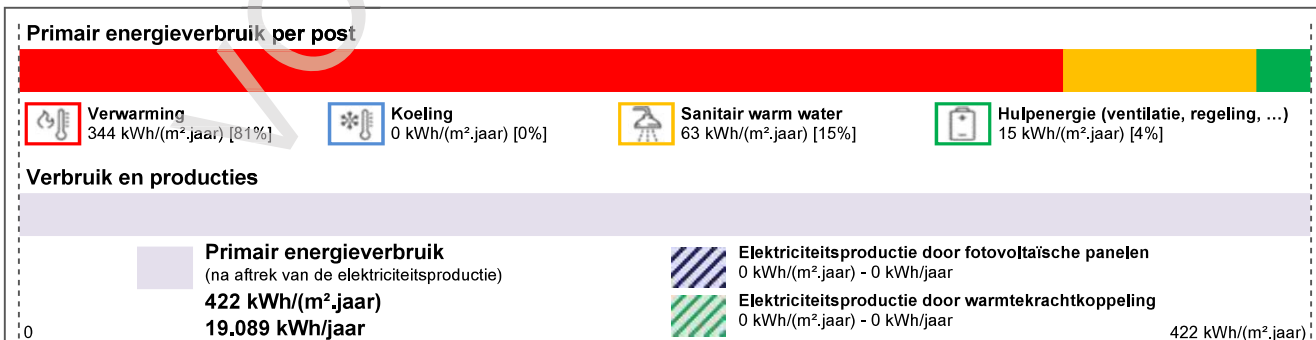 Primair energieverbruik per post
Verwarming
344 kWh/(m².jaar) [81%]
Koeling
0 kWh/(m².jaar) [0%]
Sanitair warm water
63 kWh/(m².jaar) [15%]
Hulpenergie (ventilatie, regeling, ...)
15 kWh/(m².jaar) [4%]
Verbruik en producties
Primair energieverbruik
(na aftrek van de elektriciteitsproductie)
422 kWh/(m².jaar)
19.089 kWh/jaar
Elektriciteitsproductie door fotovoltaïsche panelen
0 kWh/(m².jaar) - 0 kWh/jaar
Elektriciteitsproductie door warmtekrachtkoppeling
0 kWh/(m².jaar) - 0 kWh/jaar
0
422 kWh/(m².jaar)